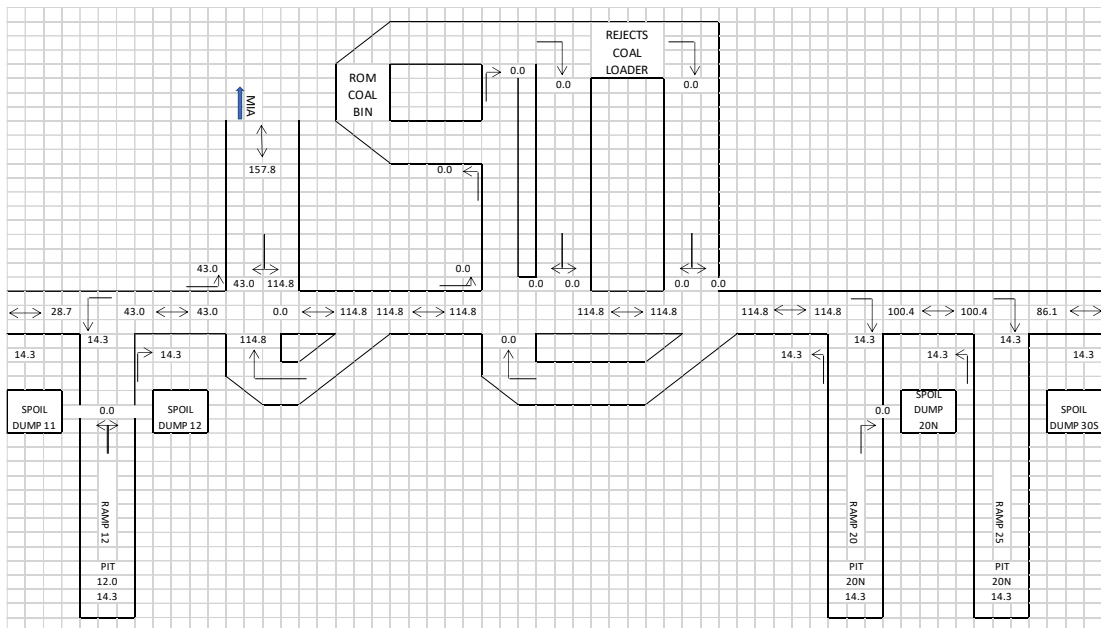 REJECTS
COAL
LOADER
ROM
COAL
BIN
0.0
0.0
0.0
MIA
157.8
0.0
43.0
0.0
43.0 114.8
0.0 0.0
0.0 0.0
28.7
43.0 43.0
0.0 114.8
114.8 114.8
114.8 114.8
114.8 114.8
100.4 100.4
86.1
14.3
114.8
0.0
14.3
14.3
14.3
14.3
14.3
14.3
14.3
SPOIL
DUMP 11
0.0
SPOIL
DUMP 12
0.0
SPOIL
DUMP
20N
SPOIL
DUMP 30S
RAMP 12
RAMP 20
RAMP 25
PIT
12.0
14.3
PIT
20N
14.3
PIT
20N
14.3